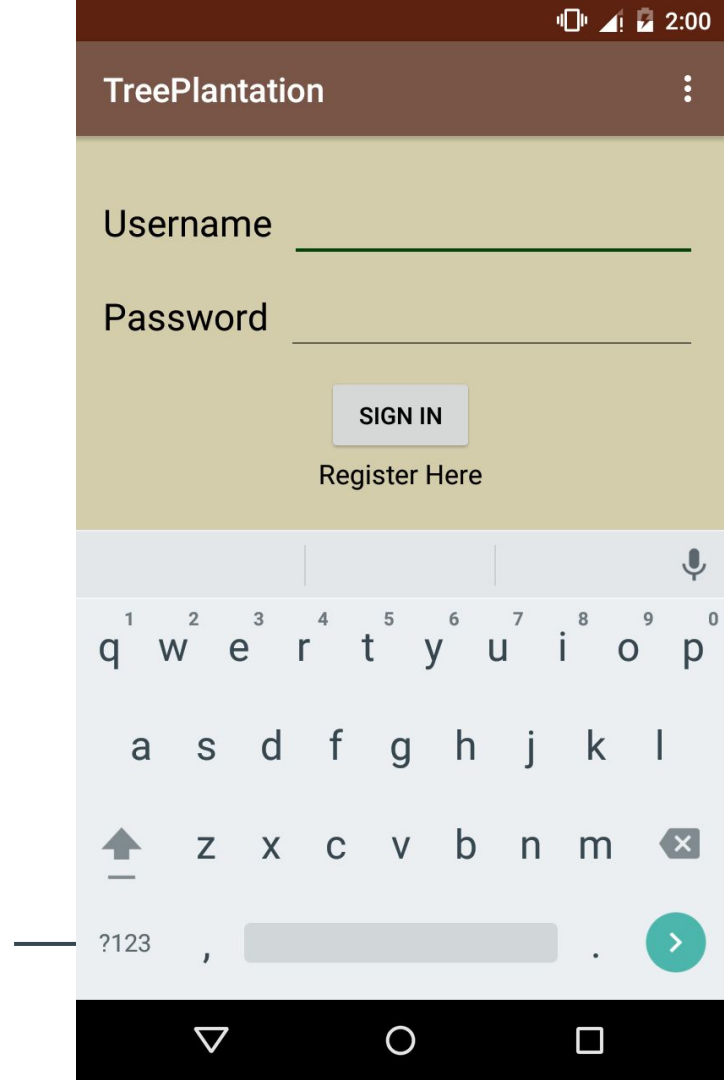 2:00
TreePlantation
Username
Password
SIGN IN
Register Here
1 2 3 4 5 6 7 8 9 0
q w e r t y u i o p
a s d f g h j k l
z x c v b n m
?123 , .